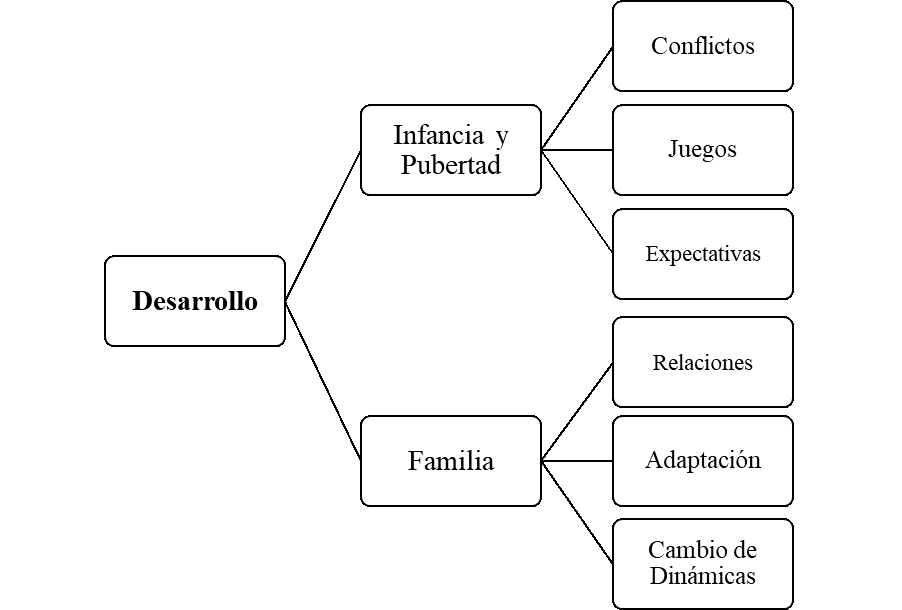 Desarrollo
Infancia y
Pubertad
Conflictos
Juegos
Expectativas
Familia
Relaciones
Adaptación
Cambio de
Dinámicas